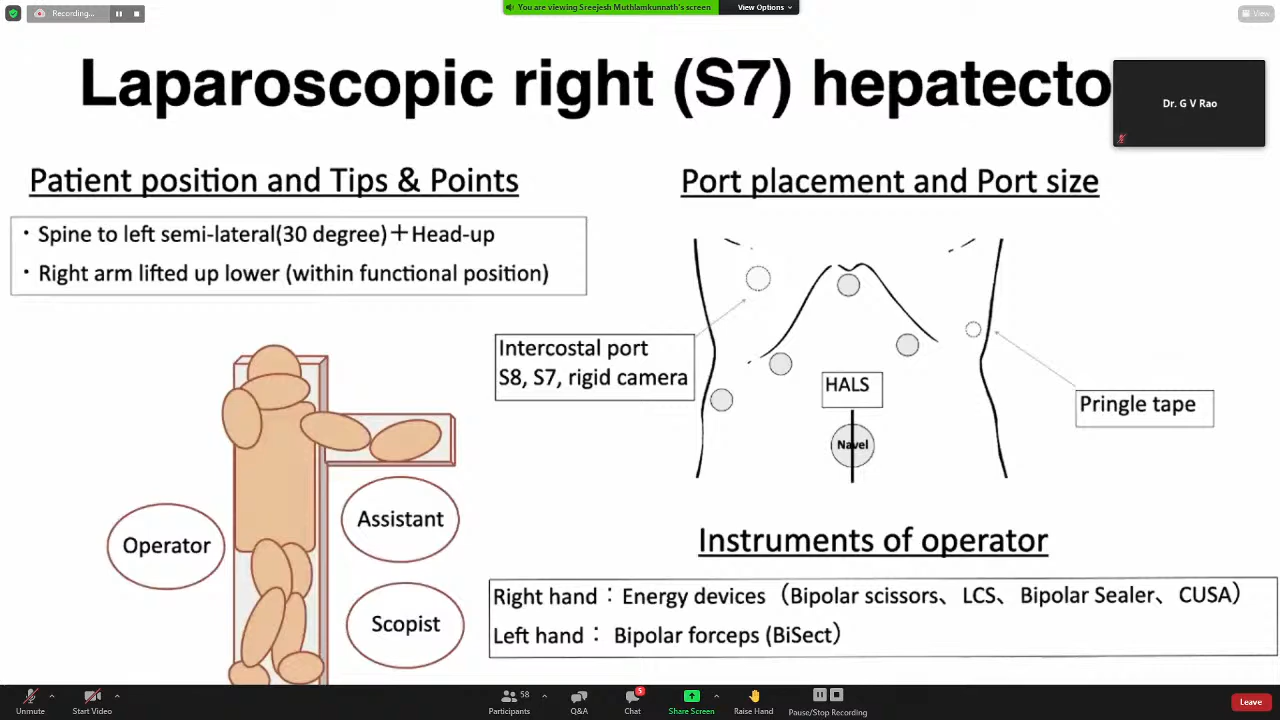 Recording...
You are viewing Sreejesh Muthlamkunnath's screen
View Options
View
Laparoscopic right (S7) hepatecto
Dr. G V Rao
Patient position and Tips & Points
・Spine to left semi-lateral(30 degree)＋Head-up
・Right arm lifted up lower (within functional position)
Operator
Assistant
Scopist
Port placement and Port size
Intercostal port
S8, S7, rigid camera
HALS
Navel
Pringle tape
Instruments of operator
Right hand：Energy devices（Bipolar scissors、LCS、Bipolar Sealer、CUSA）
Left hand： Bipolar forceps (BiSect）
Unmute
Start Video
58
Participants
Q&A
5
Chat
Share Screen
Raise Hand
Pause/Stop Recording
Leave